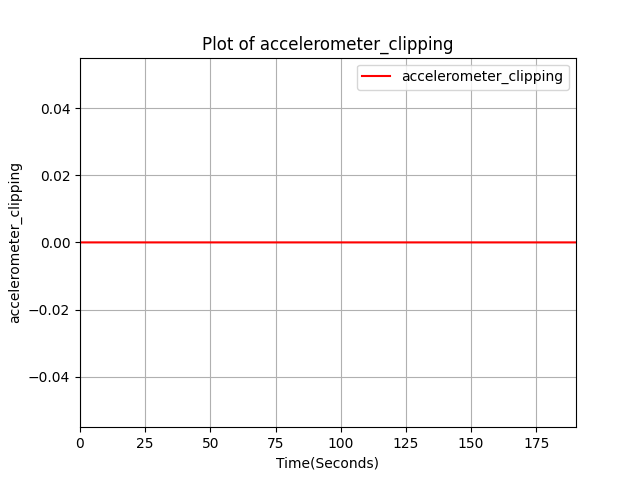 Plot of accelerometer_clipping
accelerometer_clipping
0.04
0.02
0.00
−0.02
−0.04
accelerometer_clipping
0 25 50 75 100 125 150 175
Time(Seconds)